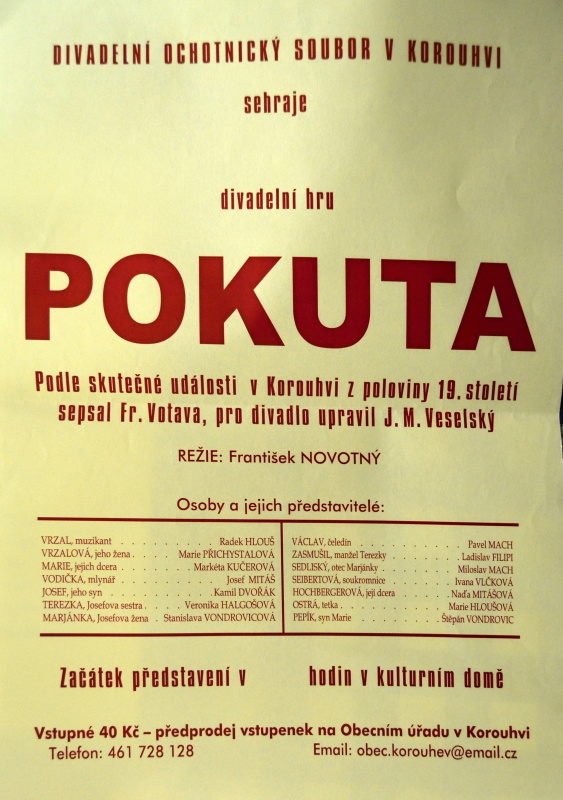 DIVADELNÍ OCHOTNICKÝ SOUBOR V KOROUHVI
sehraje
divadelní hru
POKUTA
Podle skutečné události v Korouhvi z poloviny 19. století
sepsal Fr. Votava, pro divadlo upravil J. M. Veselský
REŽIE: František NOVOTNÝ
Osoby a jejich představitelé:
VRZAL, muzikant . . . . . . . . . . Radek HLOUŠ
VRZALOVÁ, jeho žena . . . . Marie PŘICHYSTALOVÁ
MARIE, jejich dcera . . . . . . . Markéta KUČEROVÁ
VODIČKA, mlynář . . . . . . . . . . Josef MITÁŠ
JOSEF, jeho syn . . . . . . . . . Kamil DVOŘÁK
TEREZKA, Josefova sestra . . . Veronika HALGOŠOVÁ
MARJÁNKA, Josefova žena . Stanislava VONDROVICOVÁ
VÁCLAV, čeledín . . . . . . . . . . Pavel MACH
ZASMUŠIL, manžel Terezky . . . . . . Ladislav FILIPI
SEDLISKÝ, otec Marjánky . . . . . . Miloslav MACH
SEIBERTOVÁ, soukromnice . . . . . . Ivana VLČKOVÁ
HOCHBERGEROVÁ, její dcera . . . . . Naďa MITÁŠOVÁ
OSTRÁ, tetka . . . . . . . . . . Marie HLOUŠOVÁ
PEPÍK, syn Marie . . . . . . . . Štěpán VONDROVIC
Začátek představení v hodin v kulturním domě
Vstupné 40 Kč – předprodej vstupenek na Obecním úřadu v Korouhvi
Telefon: 461 728 128 Email: obec.korouhev@email.cz